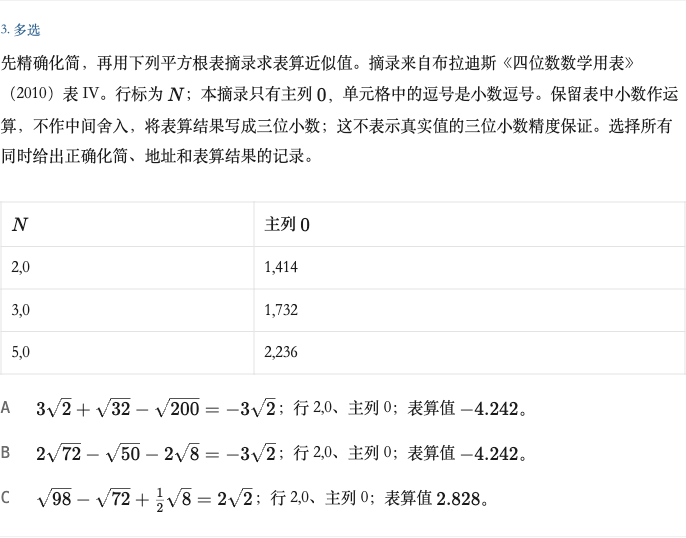 3. 多选
先精确化简，再用下列平方根表摘录求表算近似值。摘录来自布拉迪斯《四位数数学用表》
（2010）表 IV。行标为 N；本摘录只有主列 0，单元格中的逗号是小数逗号。保留表中小数作运
算，不作中间舍入，将表算结果写成三位小数；这不表示真实值的三位小数精度保证。选择所有
同时给出正确化简、地址和表算结果的记录。
N 主列 0
2,0 1,414
3,0 1,732
5,0 2,236
A 3√2 + √32 − √200 = −3√2；行 2,0、主列 0；表算值 −4.242。
B 2√72 − √50 − 2√8 = −3√2；行 2,0、主列 0；表算值 −4.242。
C √98 − √72 + 1/2 √8 = 2√2；行 2,0、主列 0；表算值 2.828。